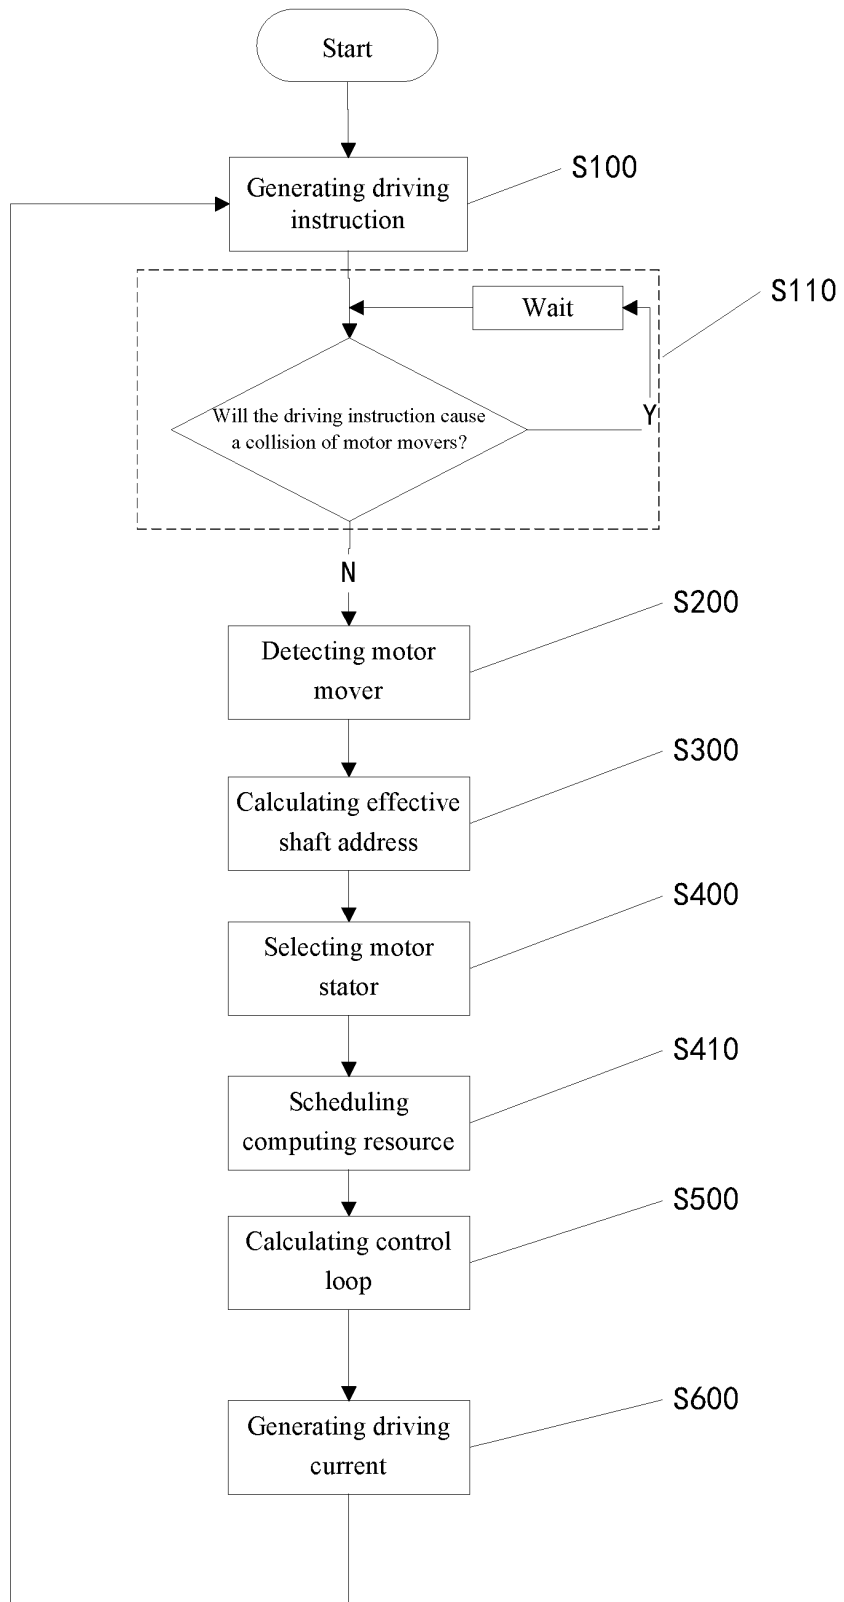 Start
Generating driving
instruction
S100
S110
Wait
Will the driving instruction cause
a collision of motor movers?
Y
N
Detecting motor
mover
S200
Calculating effective
shaft address
S300
Selecting motor
stator
S400
Scheduling
computing resource
S410
Calculating control
loop
S500
Generating driving
current
S600